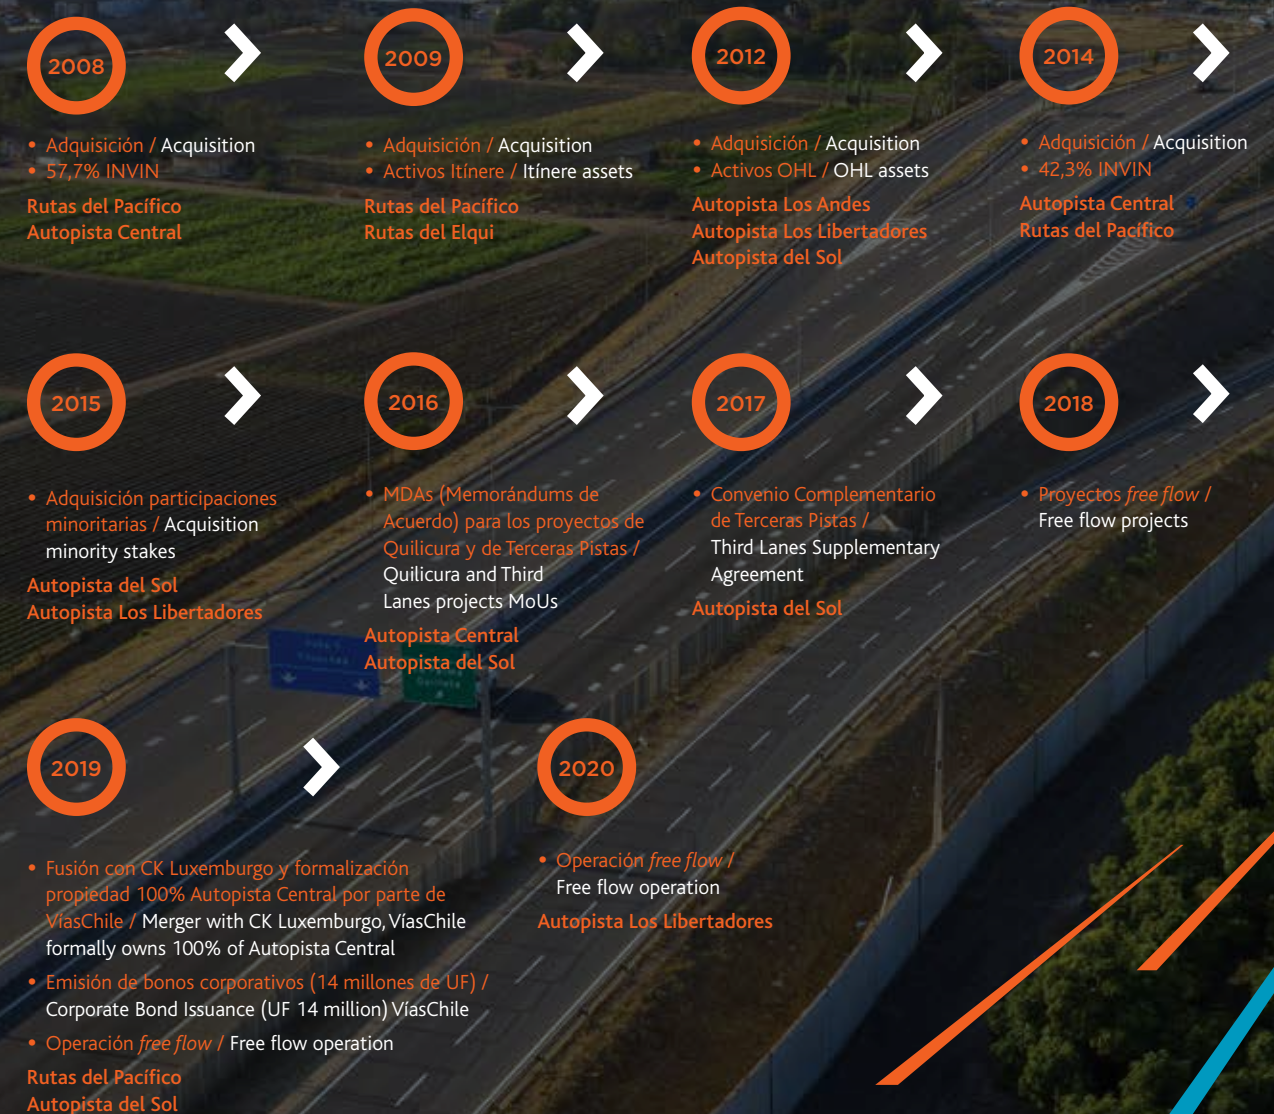 2008
• Adquisición / Acquisition
• 57,7% INVIN
Rutas del Pacífico
Autopista Central
2009
• Adquisición / Acquisition
• Activos Itínere / Itínere assets
Rutas del Pacífico
Rutas del Elqui
2012
• Adquisición / Acquisition
• Activos OHL / OHL assets
Autopista Los Andes
Autopista Los Libertadores
Autopista del Sol
2014
• Adquisición / Acquisition
• 42,3% INVIN
Autopista Central
Rutas del Pacífico
2015
• Adquisición participaciones
minoritarias / Acquisition
minority stakes
Autopista del Sol
Autopista Los Libertadores
2016
• MDAs (Memorándums de
Acuerdo) para los proyectos de
Quilicura y de Terceras Pistas /
Quilicura and Third
Lanes projects MoUs
Autopista Central
Autopista del Sol
2017
• Convenio Complementario
de Terceras Pistas /
Third Lanes Supplementary
Agreement
Autopista del Sol
2018
• Proyectos free flow /
Free flow projects
2019
• Fusión con CK Luxemburgo y formalización
propiedad 100% Autopista Central por parte de
VíasChile / Merger with CK Luxemburgo, VíasChile
formally owns 100% of Autopista Central
• Emisión de bonos corporativos (14 millones de UF) /
Corporate Bond Issuance (UF 14 million) VíasChile
• Operación free flow / Free flow operation
Rutas del Pacífico
Autopista del Sol
2020
• Operación free flow /
Free flow operation
Autopista Los Libertadores